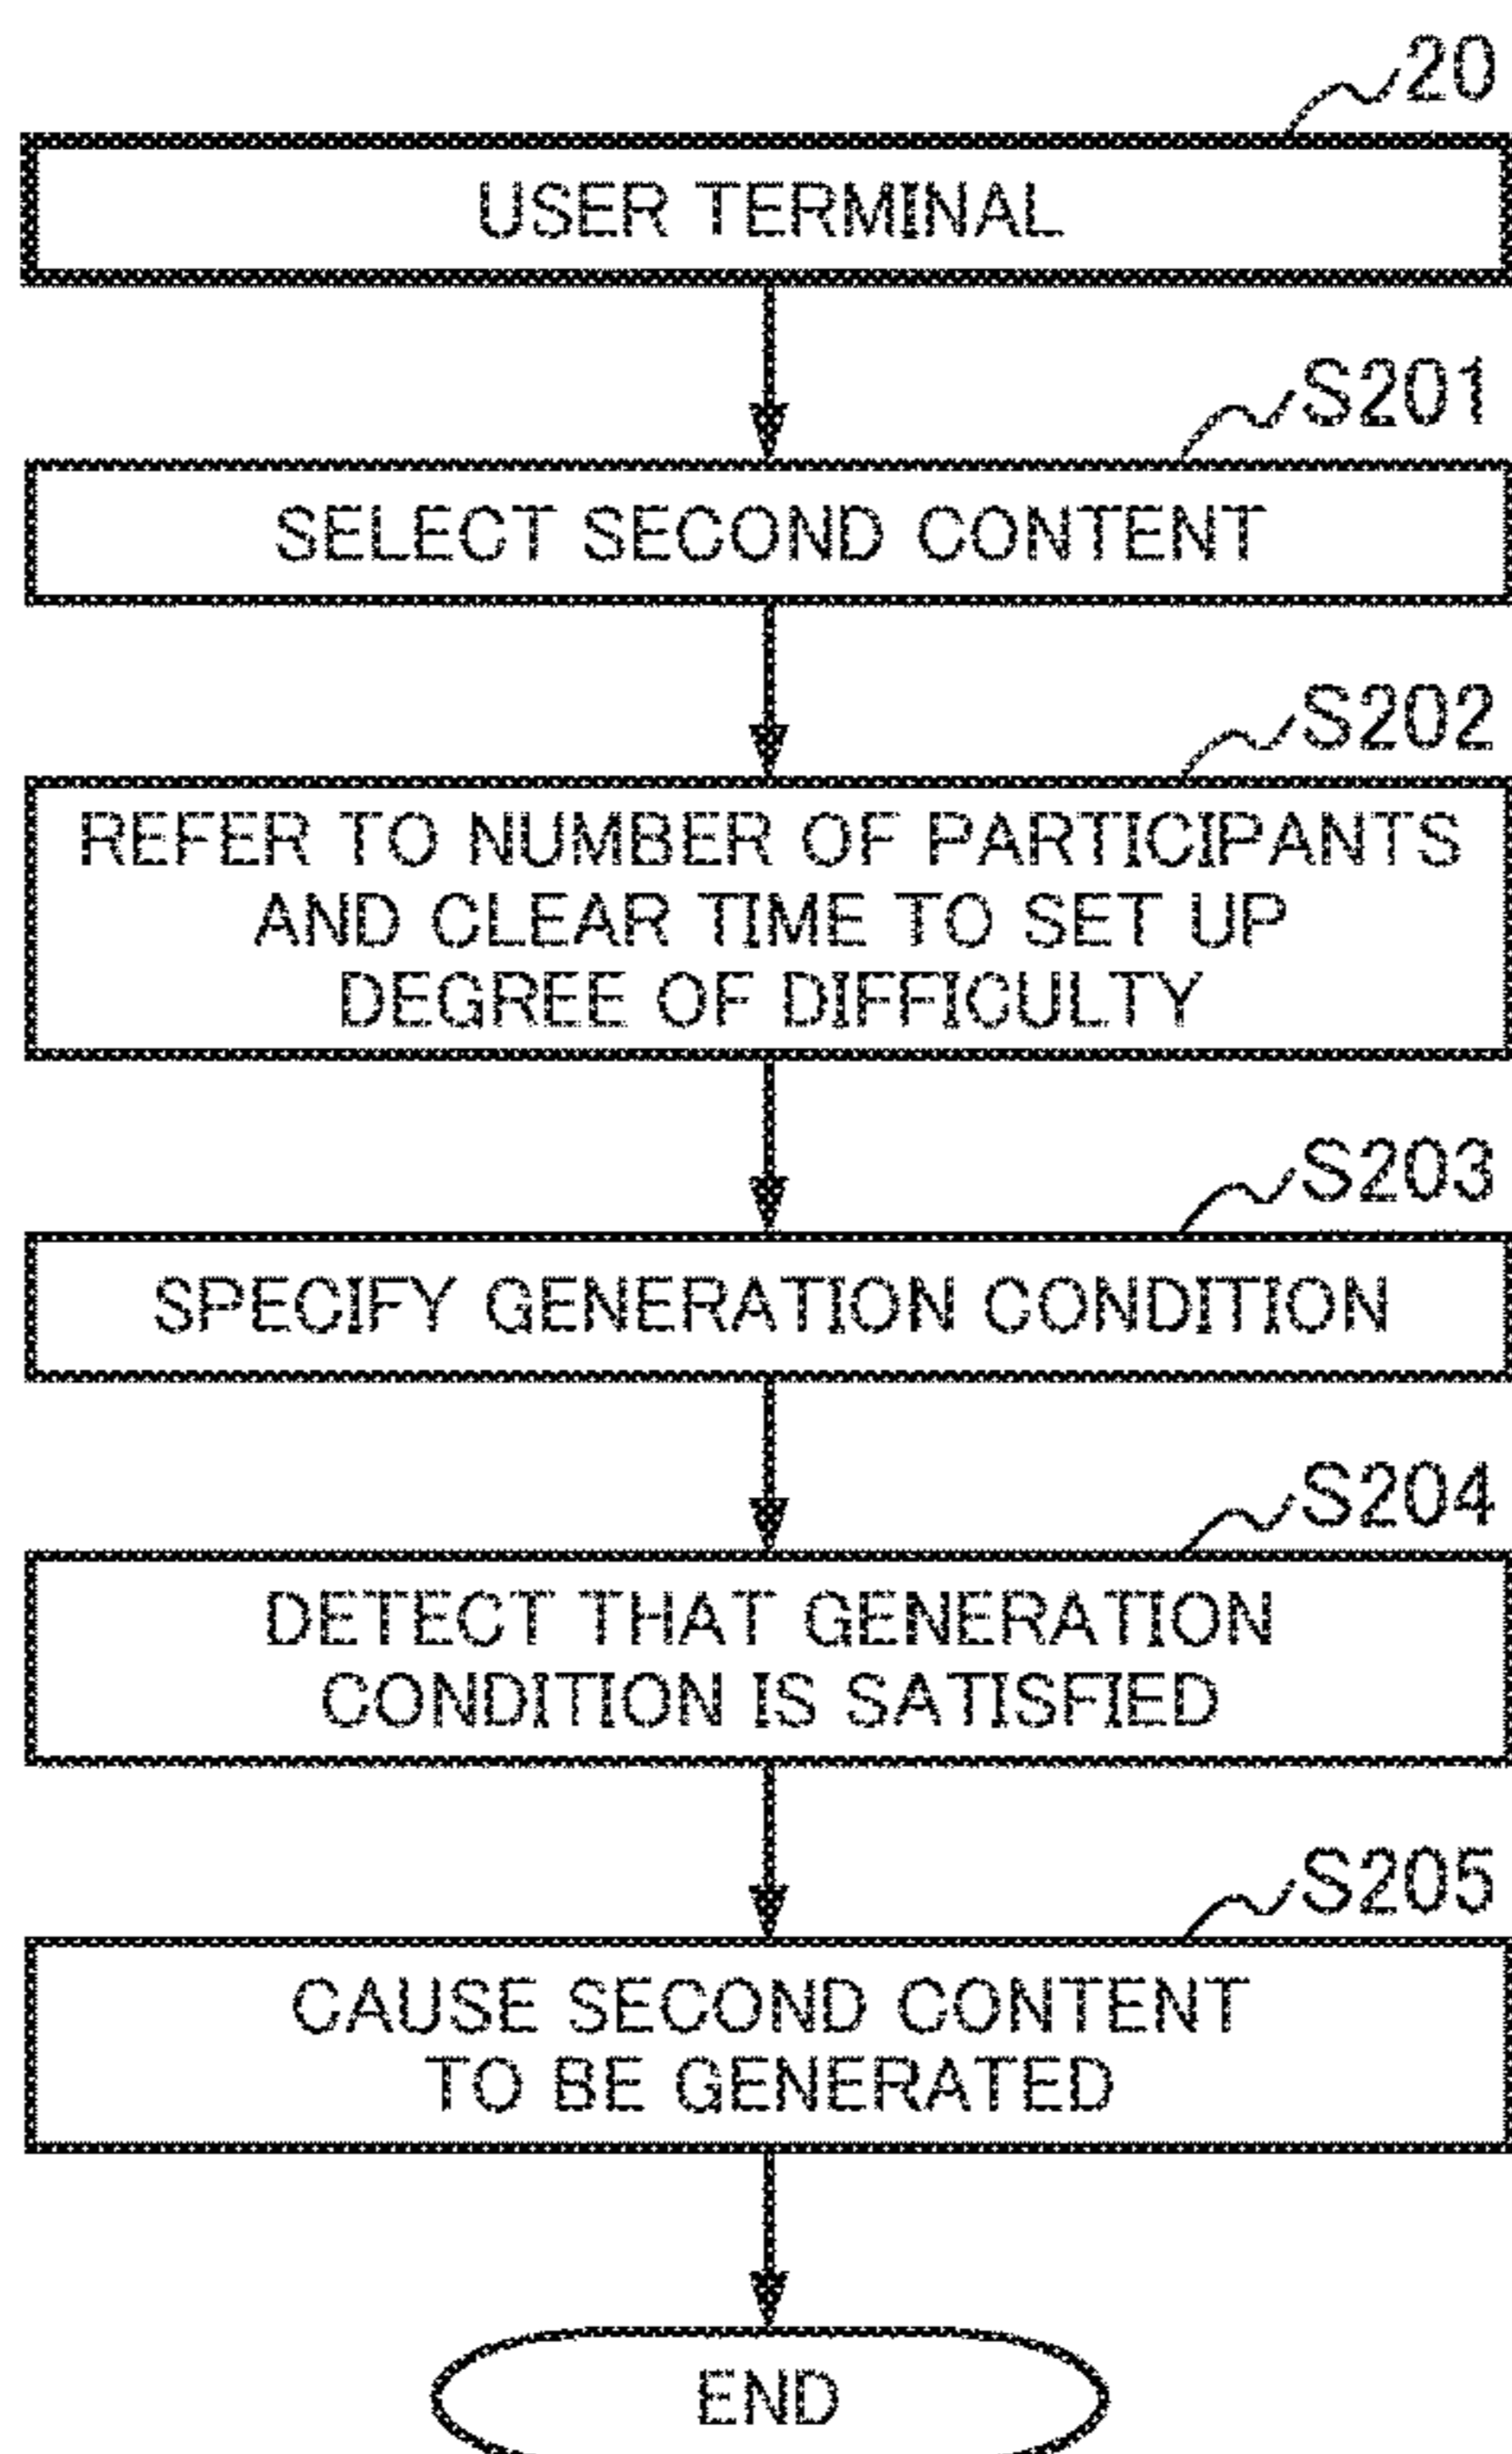 20
USER TERMINAL
S201
SELECT SECOND CONTENT
S202
REFER TO NUMBER OF PARTICIPANTS
AND CLEAR TIME TO SET UP
DEGREE OF DIFFICULTY
S203
SPECIFY GENERATION CONDITION
S204
DETECT THAT GENERATION
CONDITION IS SATISFIED
S205
CAUSE SECOND CONTENT
TO BE GENERATED
END